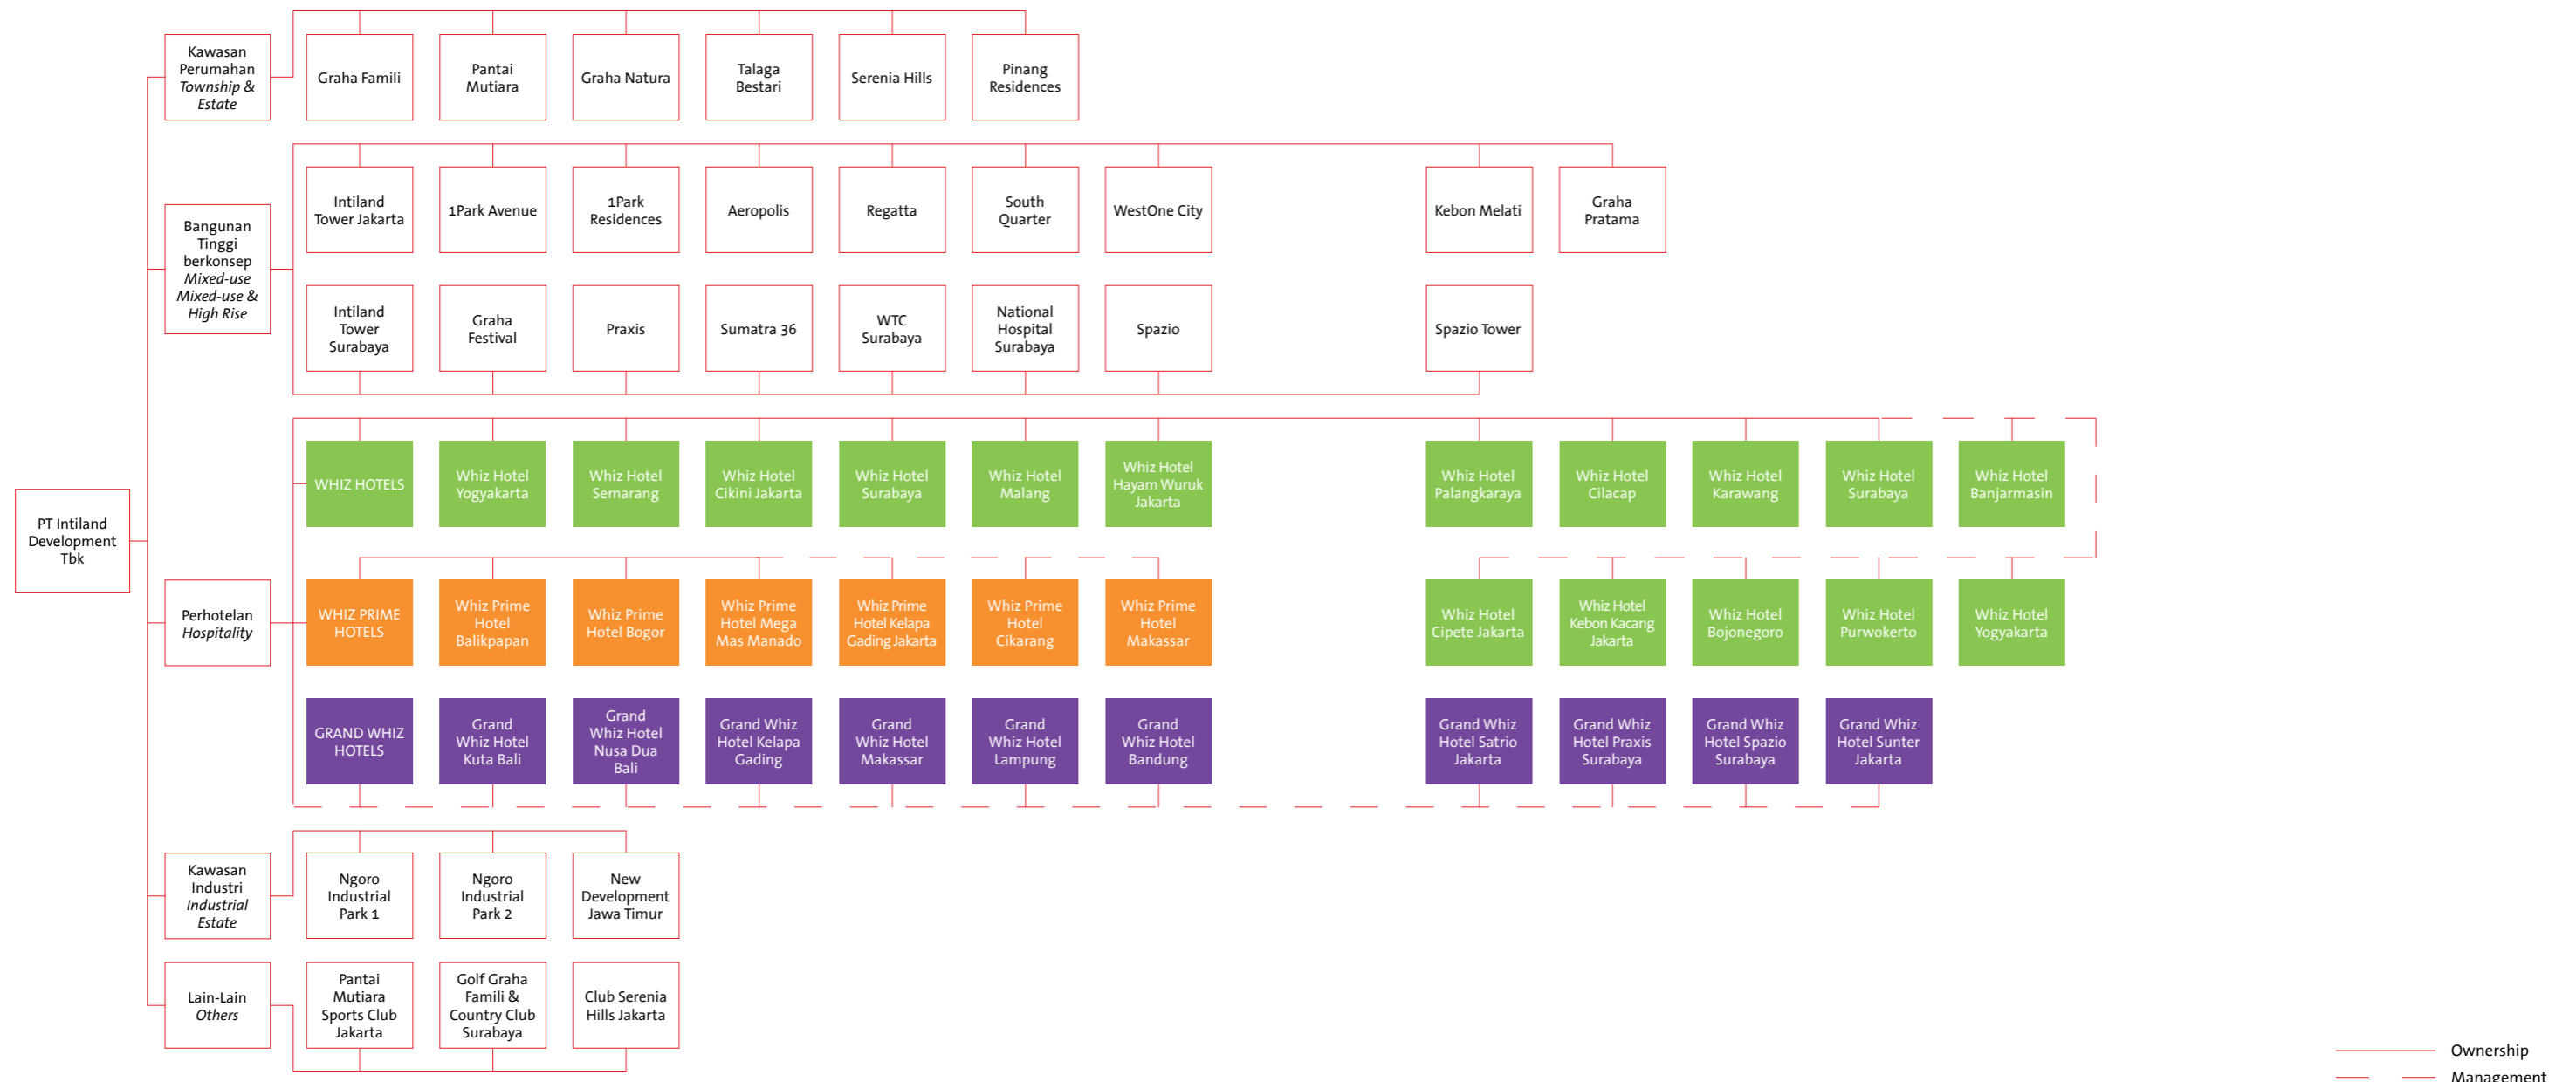 PT Intiland
Development
Tbk
Kawasan
Perumahan
Township &
Estate
Graha Famili
Pantai
Mutiara
Graha Natura
Talaga
Bestari
Serenia Hills
Pinang
Residences
Bangunan
Tinggi
berkonsep
Mixed-use
Mixed-use &
High Rise
Intiland
Tower Jakarta
1Park Avenue
1Park
Residences
Aeropolis
Regatta
South
Quarter
WestOne City
Kebon Melati
Graha
Pratama
Intiland
Tower
Surabaya
Graha
Festival
Praxis
Sumatra 36
WTC
Surabaya
National
Hospital
Surabaya
Spazio
Spazio Tower
Perhotelan
Hospitality
WHIZ HOTELS
Whiz Hotel
Yogyakarta
Whiz Hotel
Semarang
Whiz Hotel
Cikini Jakarta
Whiz Hotel
Surabaya
Whiz Hotel
Malang
Whiz Hotel
Hayam Wuruk
Jakarta
Whiz Hotel
Palangkaraya
Whiz Hotel
Cilacap
Whiz Hotel
Karawang
Whiz Hotel
Surabaya
Whiz Hotel
Banjarmasin
WHIZ PRIME
HOTELS
Whiz Prime
Hotel
Balikpapan
Whiz Prime
Hotel Bogor
Whiz Prime
Hotel Mega
Mas Manado
Whiz Prime
Hotel Kelapa
Gading Jakarta
Whiz Prime
Hotel
Cikarang
Whiz Prime
Hotel
Makassar
Whiz Hotel
Cipete Jakarta
Whiz Hotel
Kebon Kacang
Jakarta
Whiz Hotel
Bojonegoro
Whiz Hotel
Purwokerto
Whiz Hotel
Yogyakarta
GRAND WHIZ
HOTELS
Grand
Whiz Hotel
Kuta Bali
Grand
Whiz Hotel
Nusa Dua
Bali
Grand Whiz
Hotel Kelapa
Gading
Grand
Whiz Hotel
Makassar
Grand
Whiz Hotel
Lampung
Grand
Whiz Hotel
Bandung
Grand Whiz
Hotel Satrio
Jakarta
Grand Whiz
Hotel Praxis
Surabaya
Grand Whiz
Hotel Spazio
Surabaya
Grand Whiz
Hotel Sunter
Jakarta
Kawasan
Industri
Industrial
Estate
Ngoro
Industrial
Park 1
Ngoro
Industrial
Park 2
New
Development
Jawa Timur
Lain-Lain
Others
Pantai
Mutiara
Sports Club
Jakarta
Golf Graha
Famili &
Country Club
Surabaya
Club Serenia
Hills Jakarta
Ownership
Management